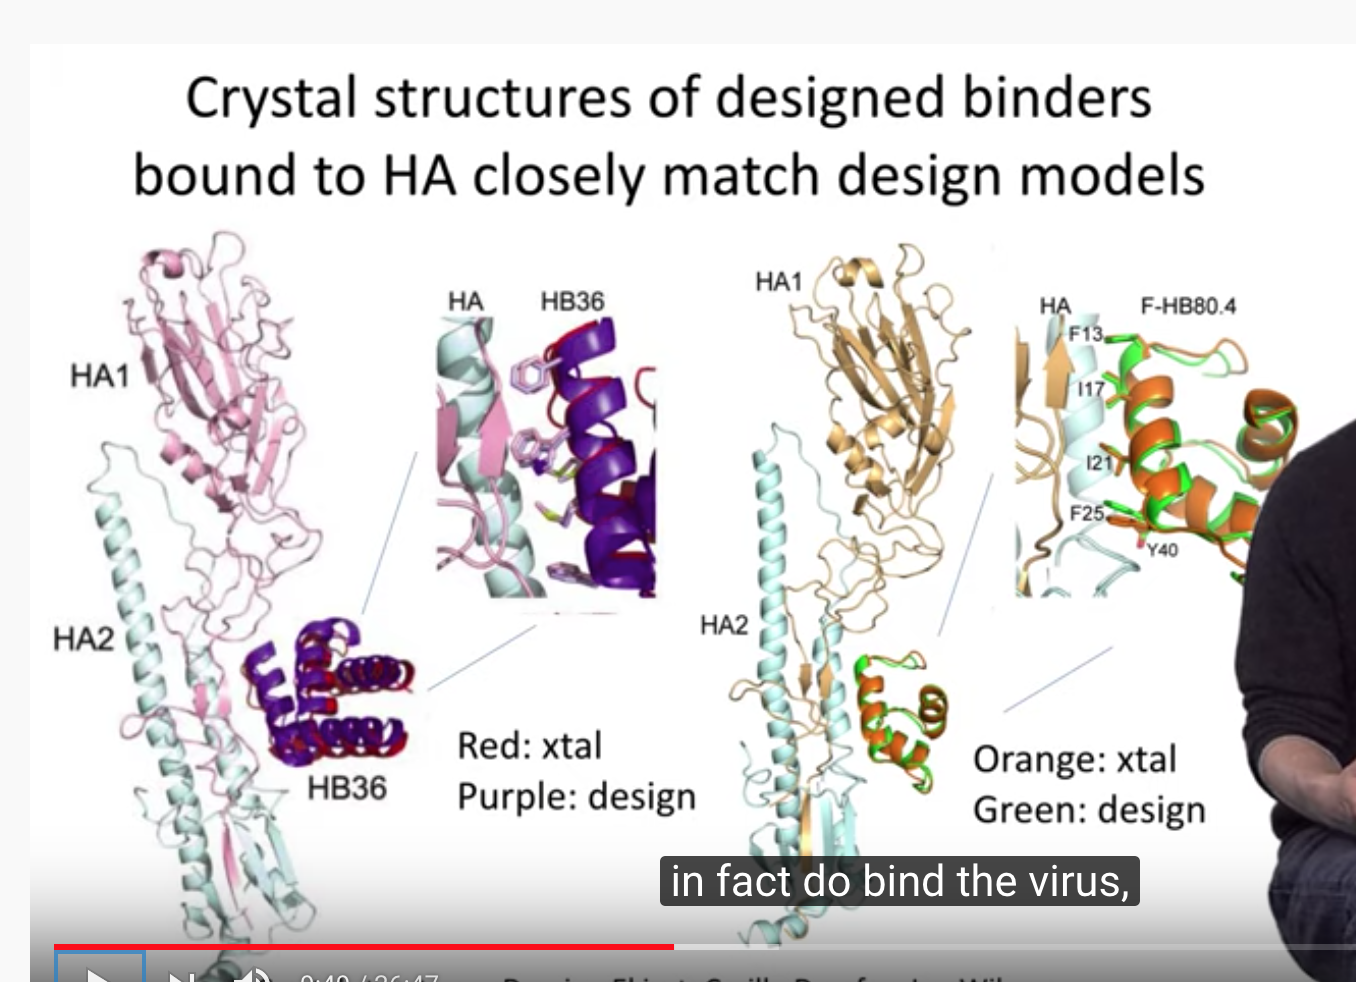 Crystal structures of designed binders
bound to HA closely match design models
HA1
HA2
HB36
HA HB36
Red: xtal
Purple: design
HA1
HA2
HA F-HB80.4
F13
I17
I21
F25
Y40
Orange: xtal
Green: design
in fact do bind the virus,